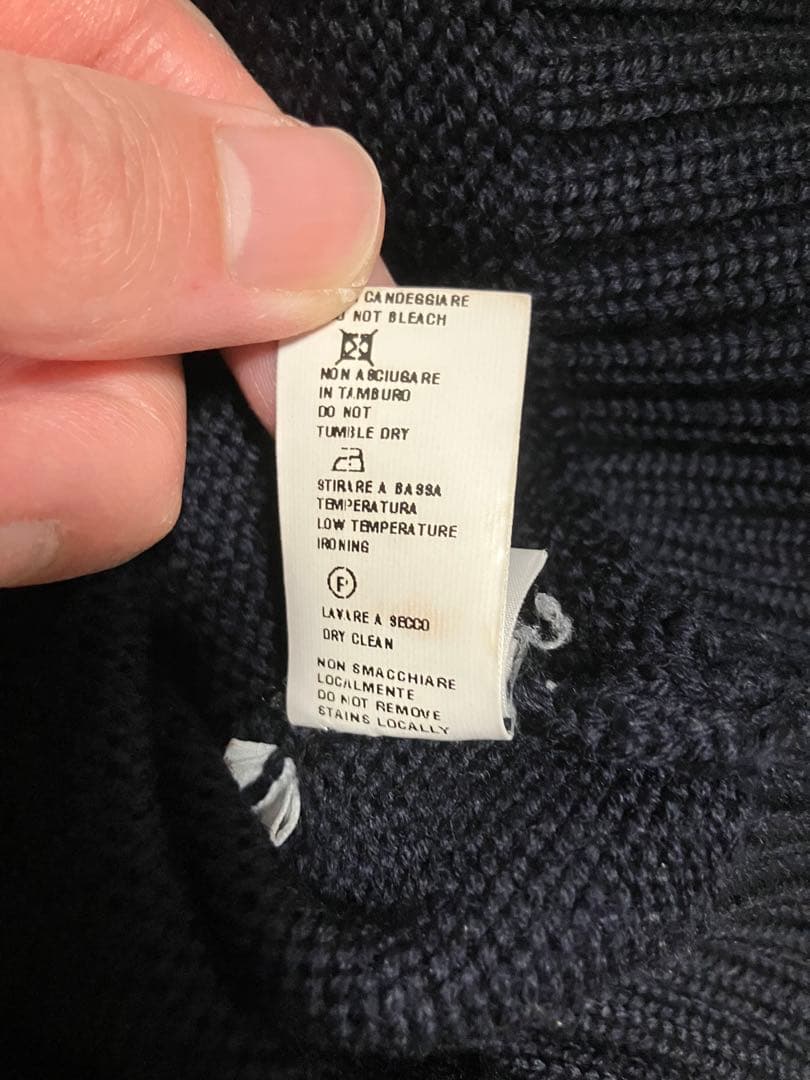 CANDEGGIARE
NOT BLEACH
NON ASCIUGARE
IN TAMBURO
DO NOT
TUMBLE DRY
STIRARE A BASSA
TEMPERATURA
LOW TEMPERATURE
IRONING
P
LAVARE A SECCO
DRY CLEAN
NON SMACCHIARE
LOCALMENTE
DO NOT REMOVE
STAINS LOCALLY